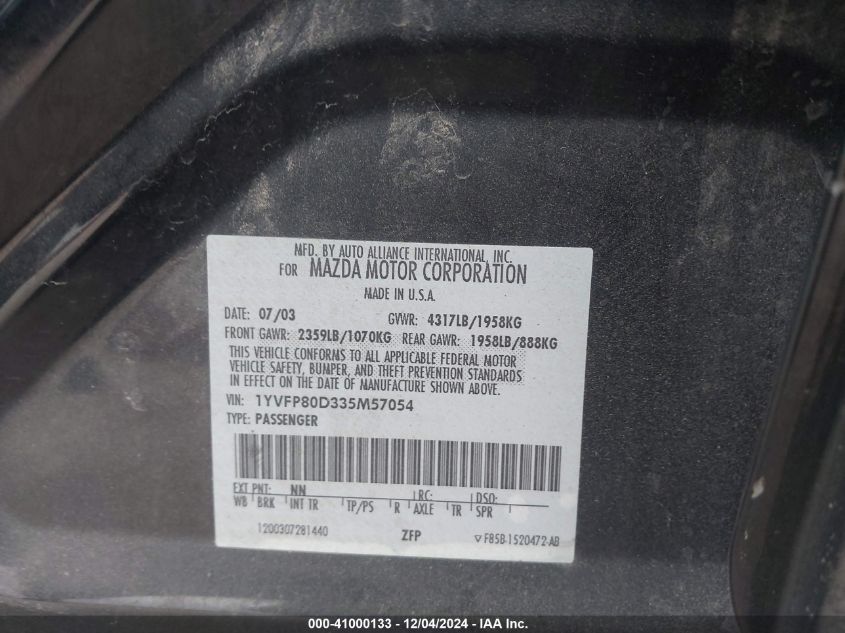 MFD. BY AUTO ALLIANCE INTERNATIONAL, INC.
FOR MAZDA MOTOR CORPORATION
MADE IN U.S.A.
DATE: 07/03 GVWR: 4317LB/1958KG
FRONT GAWR: 2359LB/1070KG REAR GAWR: 1958LB/888KG
THIS VEHICLE CONFORMS TO ALL APPLICABLE FEDERAL MOTOR
VEHICLE SAFETY, BUMPER, AND THEFT PREVENTION STANDARDS
IN EFFECT ON THE DATE OF MANUFACTURE SHOWN ABOVE.
VIN: 1YVFP80D335M57054
TYPE: PASSENGER
EXT PNT: NN RC: DSO:
WB BRK INT TR TP/PS R AXLE TR SPR
1200307281440 ZFP F85B-1520472-AB
000-41000133 - 12/04/2024 - IAA Inc.